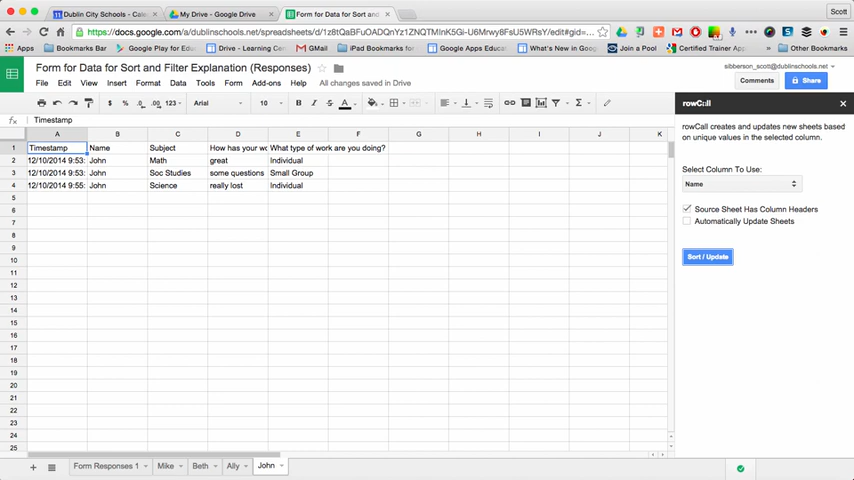 Dublin City Schools - Cale
My Drive - Google Drive
Form for Data for Sort and
Scott
https://docs.google.com/a/dublinschools.net/spreadsheets/d/1z8tQaBFuOADQnYz1ZNQTMlnK5Gi-U6Mrwy8FsU5WRsY/edit#gid=...
Apps
Bookmarks Bar
Google Play for Educ
Drive - Learning Cen
GMail
iPad Bookmarks
Google Apps Educat
What's New in Goog
Join a Pool
Certified Trainer App
Other Bookmarks
Form for Data for Sort and Filter Explanation (Responses)
sibberson_scott@dublinschools.net
File Edit View Insert Format Data Tools Form Add-ons Help
All changes saved in Drive
Comments
Share
$ % .0 .00 123 Arial 10 B I S A
fx Timestamp
rowCall
A B C D E F G H I J K
1 Timestamp Name Subject How has your wo What type of work are you doing?
2 12/10/2014 9:53: John Math great Individual
3 12/10/2014 9:53: John Soc Studies some questions Small Group
4 12/10/2014 9:55: John Science really lost Individual
5
6
7
8
9
10
11
12
13
14
15
16
17
18
19
20
21
22
23
24
25
rowCall creates and updates new sheets based
on unique values in the selected column.
Select Column To Use:
Name
Source Sheet Has Column Headers
Automatically Update Sheets
Sort / Update
Form Responses 1
Mike
Beth
Ally
John